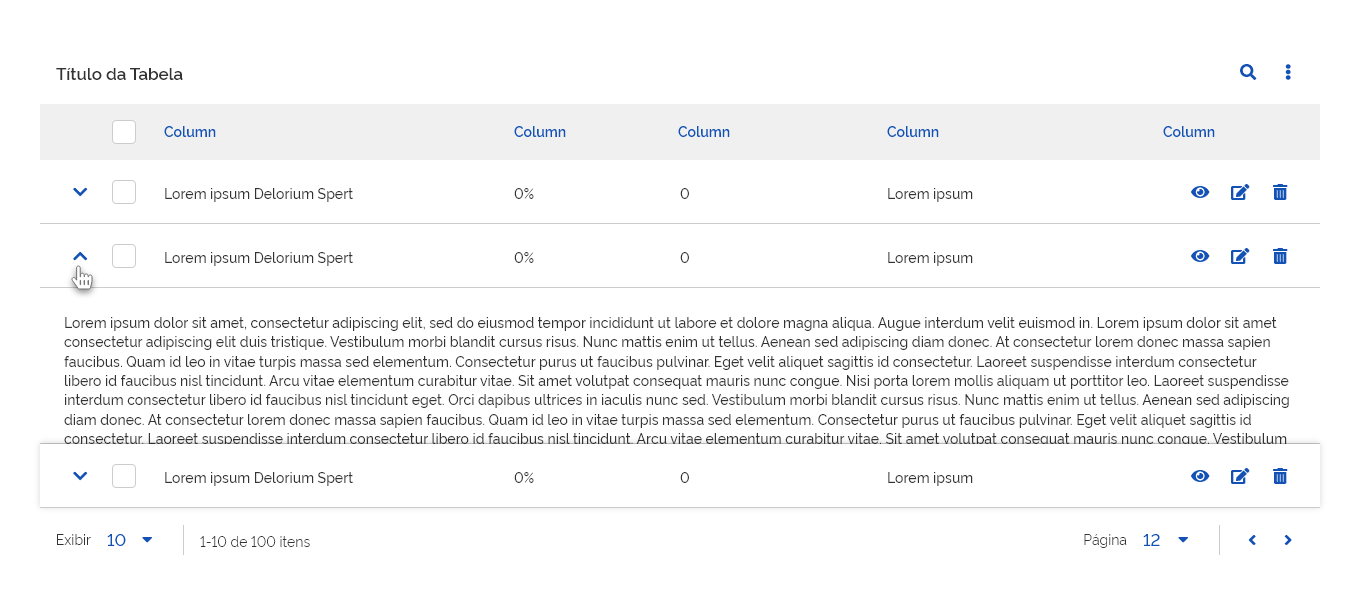 Título da Tabela
Column Column Column Column Column
Lorem ipsum Delorium Spert 0% 0 Lorem ipsum
Lorem ipsum Delorium Spert 0% 0 Lorem ipsum
Lorem ipsum dolor sit amet, consectetur adipiscing elit, sed do eiusmod tempor incididunt ut labore et dolore magna aliqua. Augue interdum velit euismod in. Lorem ipsum dolor sit amet
consectetur adipiscing elit duis tristique. Vestibulum morbi blandit cursus risus. Nunc mattis enim ut tellus. Aenean sed adipiscing diam donec. At consectetur lorem donec massa sapien
faucibus. Quam id leo in vitae turpis massa sed elementum. Consectetur purus ut faucibus pulvinar. Eget velit aliquet sagittis id consectetur. Laoreet suspendisse interdum consectetur
libero id faucibus nisl tincidunt. Arcu vitae elementum curabitur vitae. Sit amet volutpat consequat mauris nunc congue. Nisi porta lorem mollis aliquam ut porttitor leo. Laoreet suspendisse
interdum consectetur libero id faucibus nisl tincidunt eget. Orci dapibus ultrices in iaculis nunc sed. Vestibulum morbi blandit cursus risus. Nunc mattis enim ut tellus. Aenean sed adipiscing
diam donec. At consectetur lorem donec massa sapien faucibus. Quam id leo in vitae turpis massa sed elementum. Consectetur purus ut faucibus pulvinar. Eget velit aliquet sagittis id
consectetur. Laoreet suspendisse interdum consectetur libero id faucibus nisl tincidunt. Arcu vitae elementum curabitur vitae. Sit amet volutpat consequat mauris nunc congue. Vestibulum
Lorem ipsum Delorium Spert 0% 0 Lorem ipsum
Exibir 10 1-10 de 100 itens Página 12